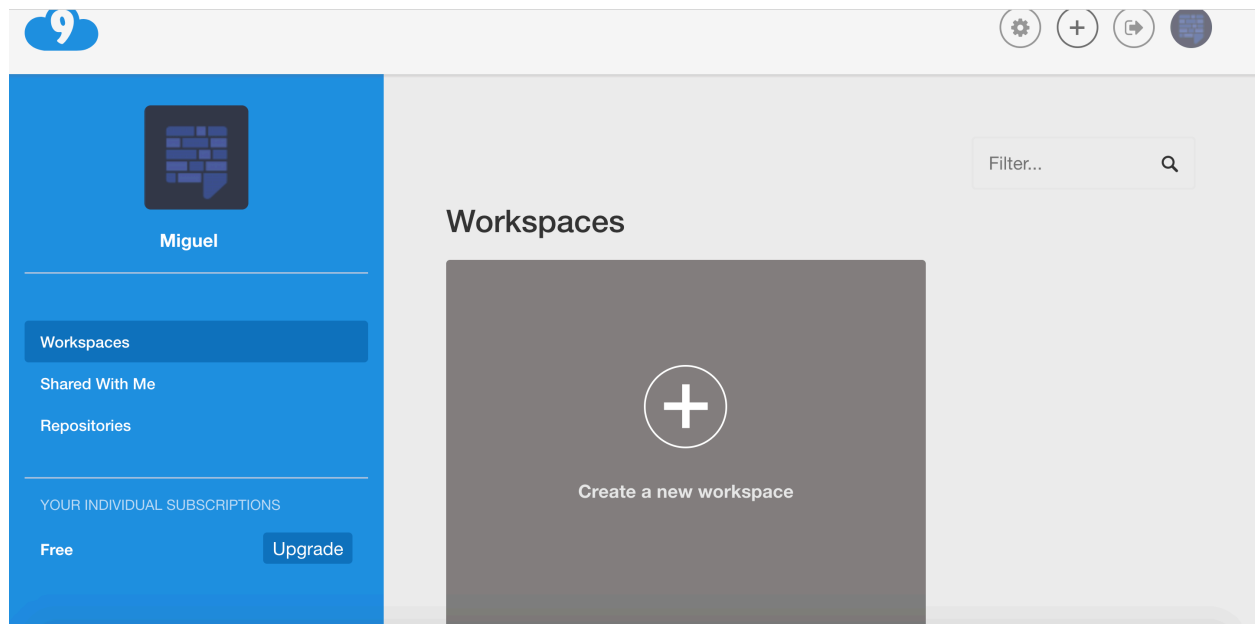 9
Filter...
Miguel
Workspaces
Workspaces
Shared With Me
Repositories
Create a new workspace
YOUR INDIVIDUAL SUBSCRIPTIONS
Free
Upgrade